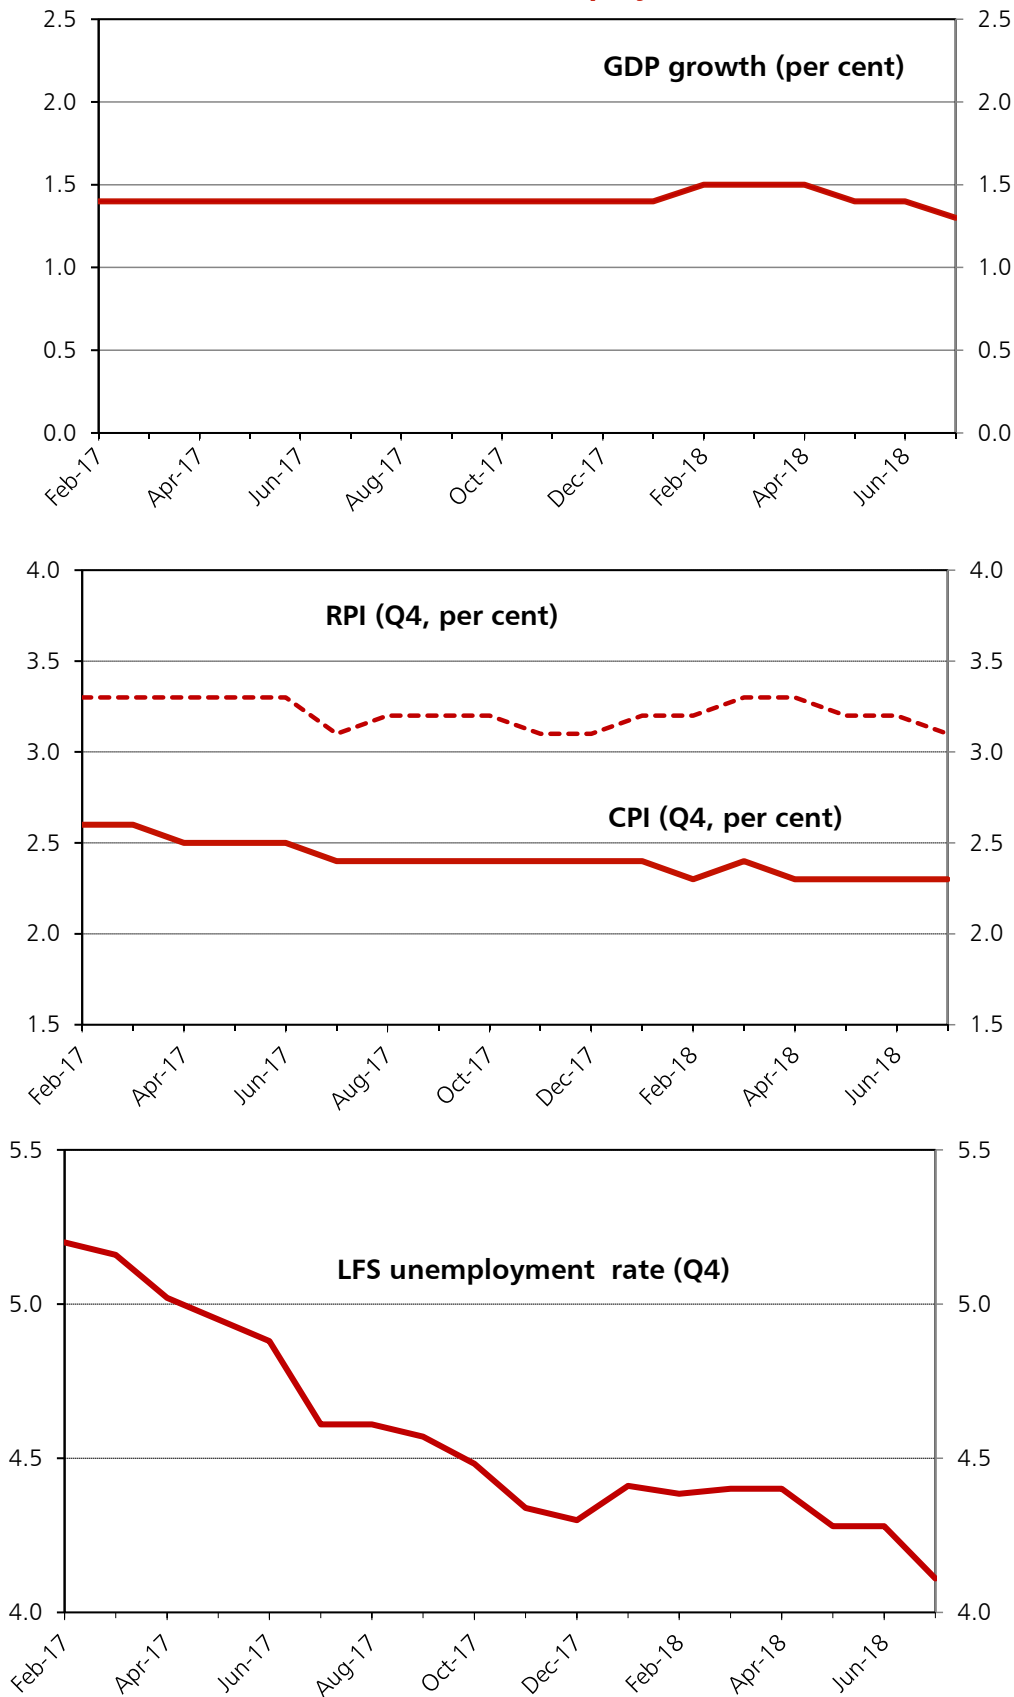 GDP growth (per cent)
2.5 2.5
2.0 2.0
1.5 1.5
1.0 1.0
0.5 0.5
0.0 0.0
Feb-17 Apr-17 Jun-17 Aug-17 Oct-17 Dec-17 Feb-18 Apr-18 Jun-18
RPI (Q4, per cent)
CPI (Q4, per cent)
4.0 4.0
3.5 3.5
3.0 3.0
2.5 2.5
2.0 2.0
1.5 1.5
Feb-17 Apr-17 Jun-17 Aug-17 Oct-17 Dec-17 Feb-18 Apr-18 Jun-18
LFS unemployment rate (Q4)
5.5 5.5
5.0 5.0
4.5 4.5
4.0 4.0
Feb-17 Apr-17 Jun-17 Aug-17 Oct-17 Dec-17 Feb-18 Apr-18 Jun-18